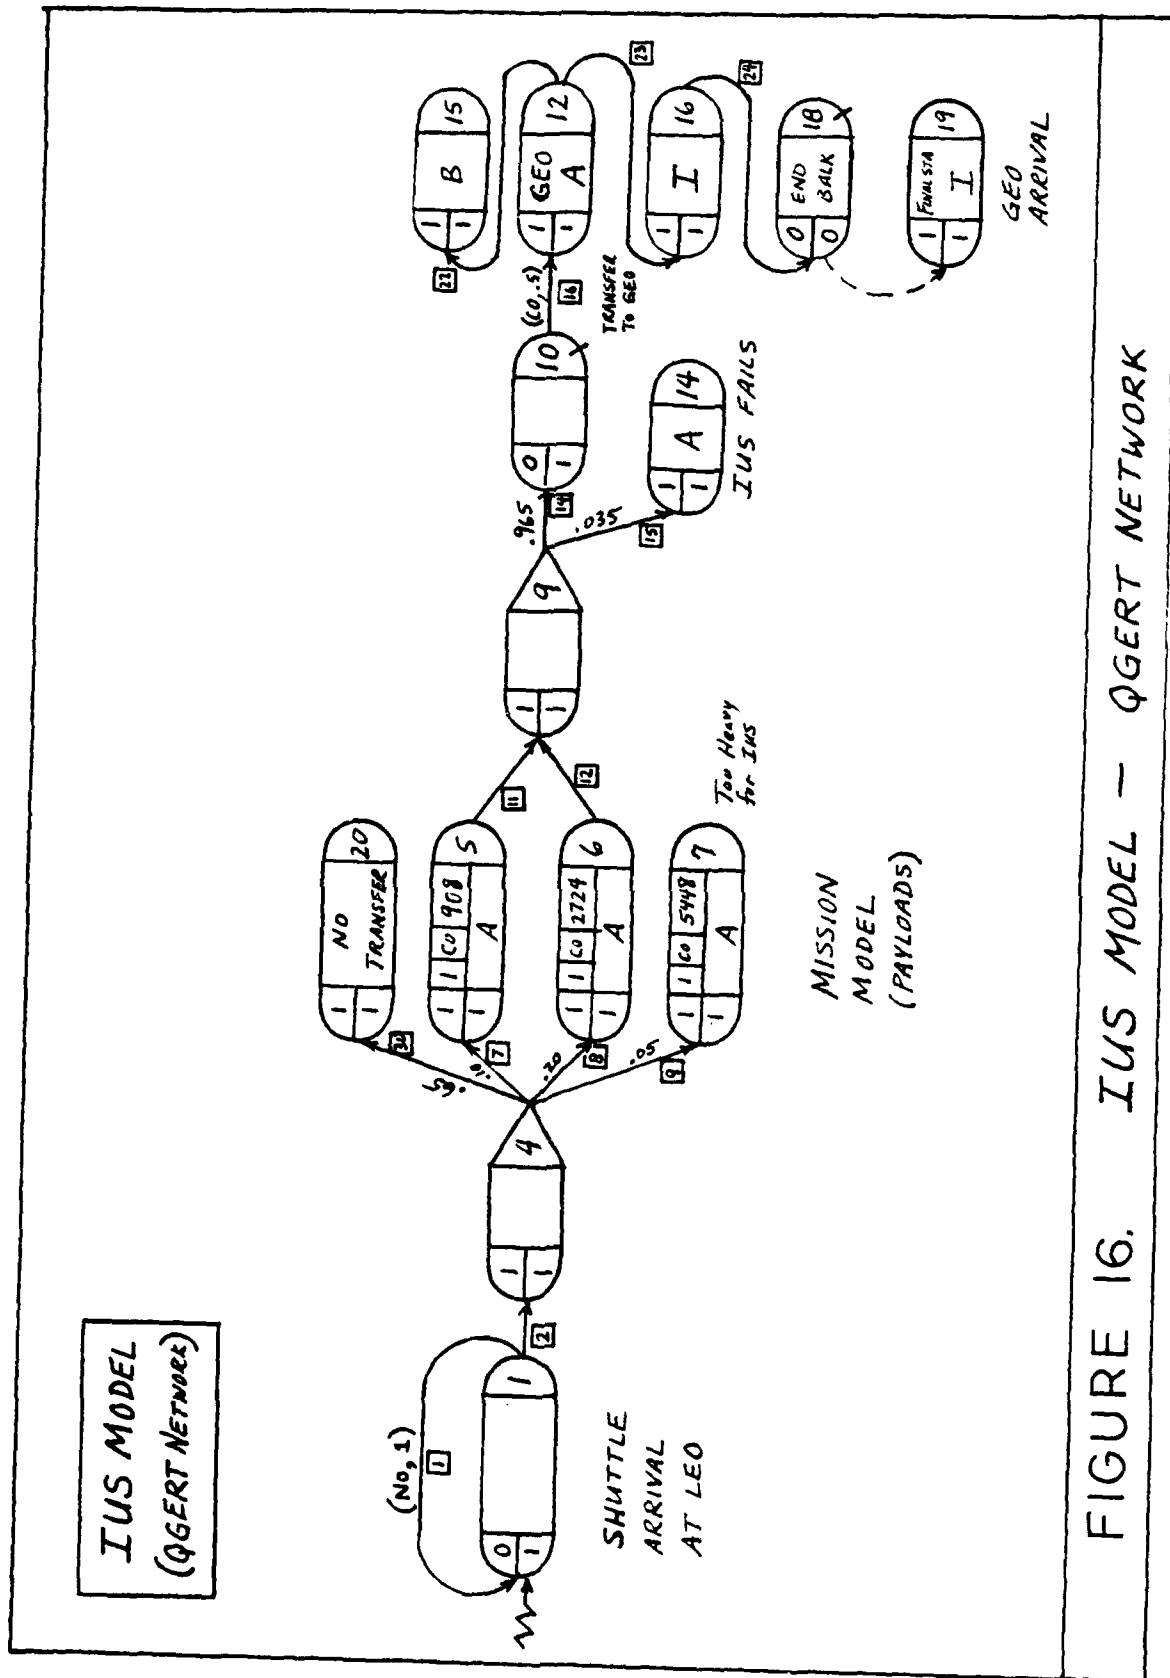 IUS MODEL
(QGERT NETWORK)
(NO, 1)
1
0
1
1
SHUTTLE
ARRIVAL
AT LEO
2
1
1
4
.65
34
.10
7
.20
8
.05
9
1
1
NO
TRANSFER
20
1
1
1
CO
908
A
5
1
1
1
CO
2724
A
6
1
1
1
CO
5448
A
7
Too Heavy
for IUS
MISSION
MODEL
(PAYLOADS)
11
12
1
1
9
.965
14
.035
15
0
1
10
1
1
A
14
IUS FAILS
(CO, .5)
16
TRANSFER
TO GEO
22
1
1
B
15
1
1
GEO
A
12
23
1
1
I
16
24
0
0
END
BALK
18
1
1
FINAL STA
I
19
GEO
ARRIVAL
FIGURE 16. IUS MODEL — QGERT NETWORK